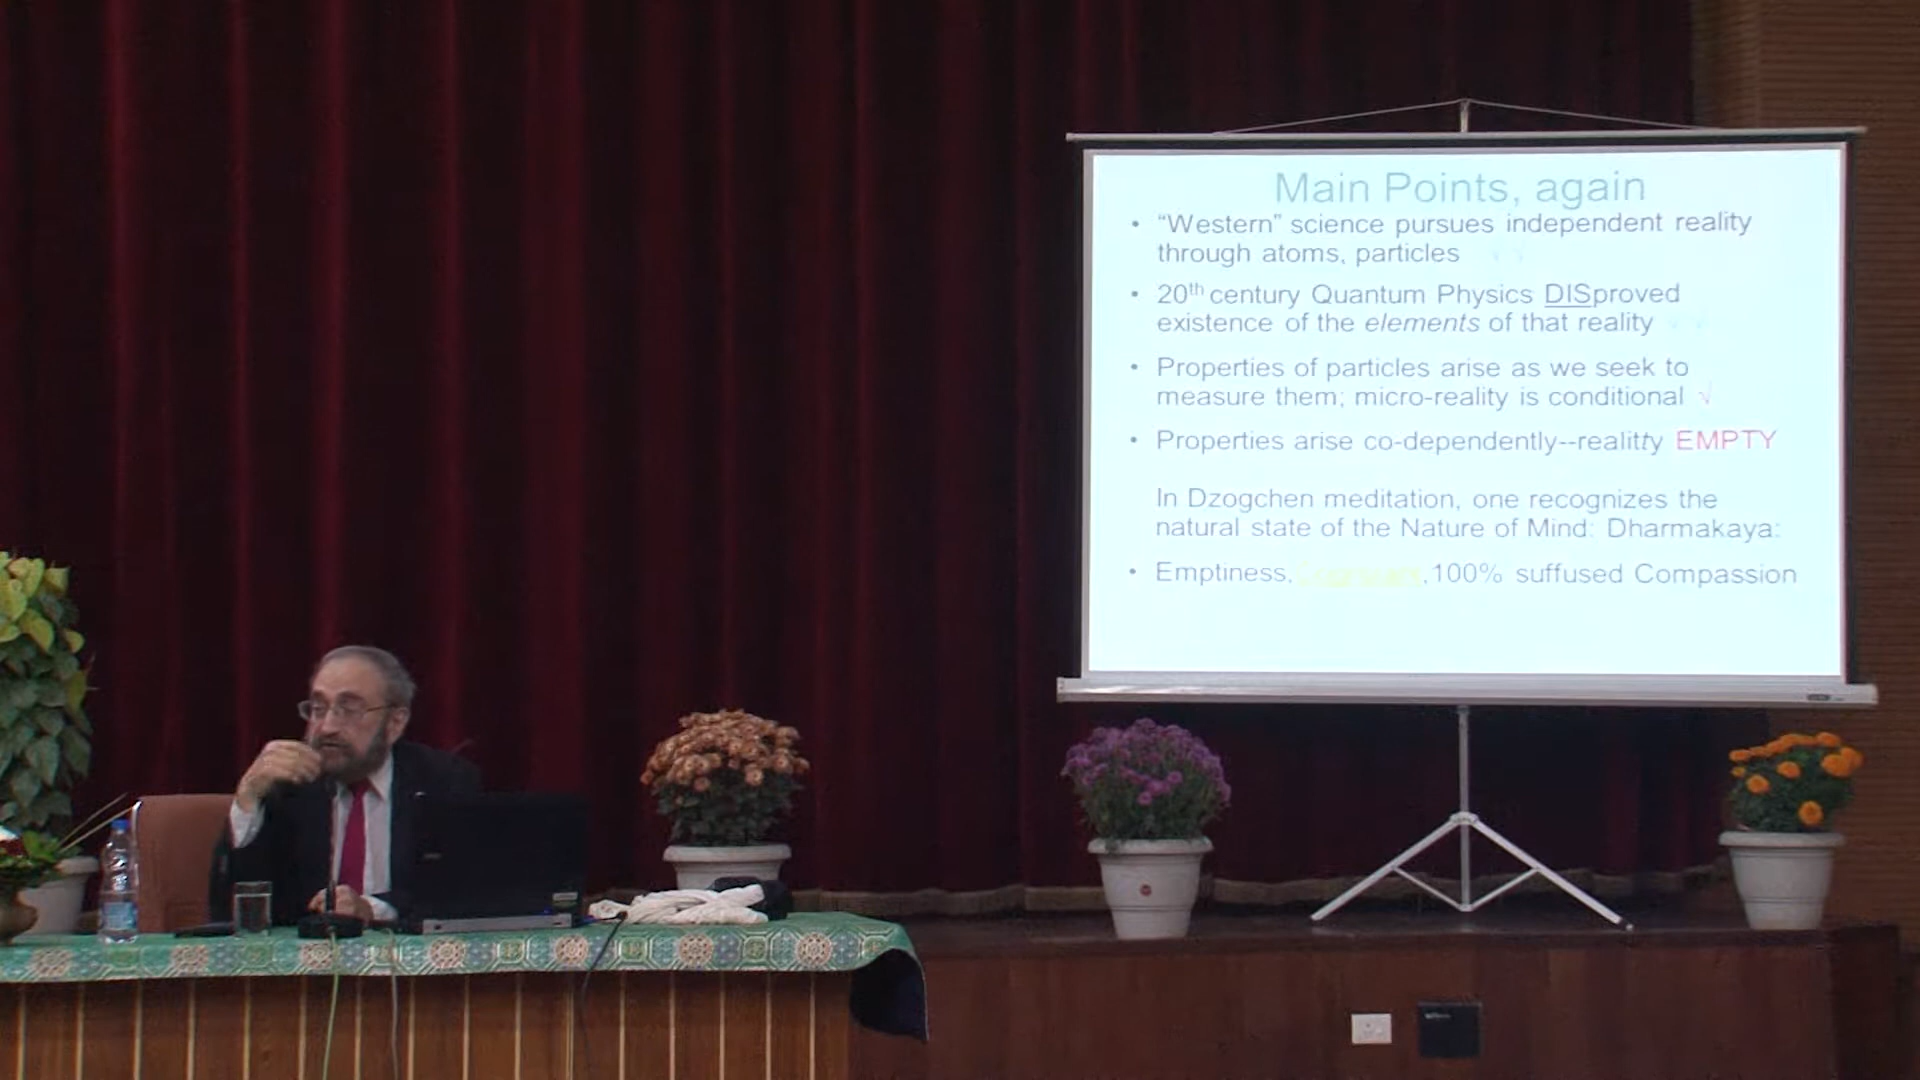 Main Points, again
• “Western” science pursues independent reality
through atoms, particles
• 20th century Quantum Physics DISproved
existence of the elements of that reality
• Properties of particles arise as we seek to
measure them; micro-reality is conditional √
• Properties arise co-dependently--realitty EMPTY
In Dzogchen meditation, one recognizes the
natural state of the Nature of Mind: Dharmakaya:
• Emptiness, ,100% suffused Compassion